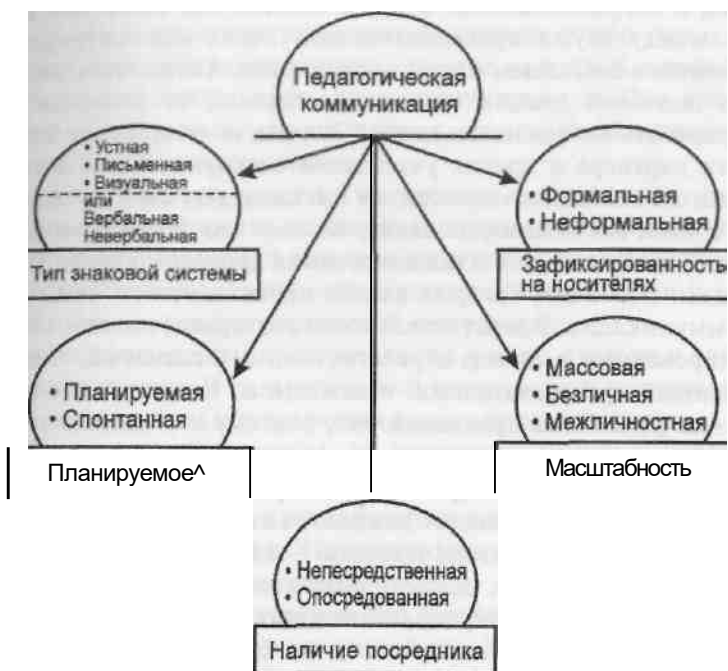 Педагогическая
коммуникация
• Устная
• Письменная
• Визуальная
или
Вербальная
Невербальная
Тип знаковой системы
• Формальная
• Неформальная
Зафиксированность
на носителях
• Планируемая
• Спонтанная
Планируемое^
• Массовая
• Безличная
• Межличностная
Масштабность
• Непесредственная
• Опосредованная
Наличие посредника